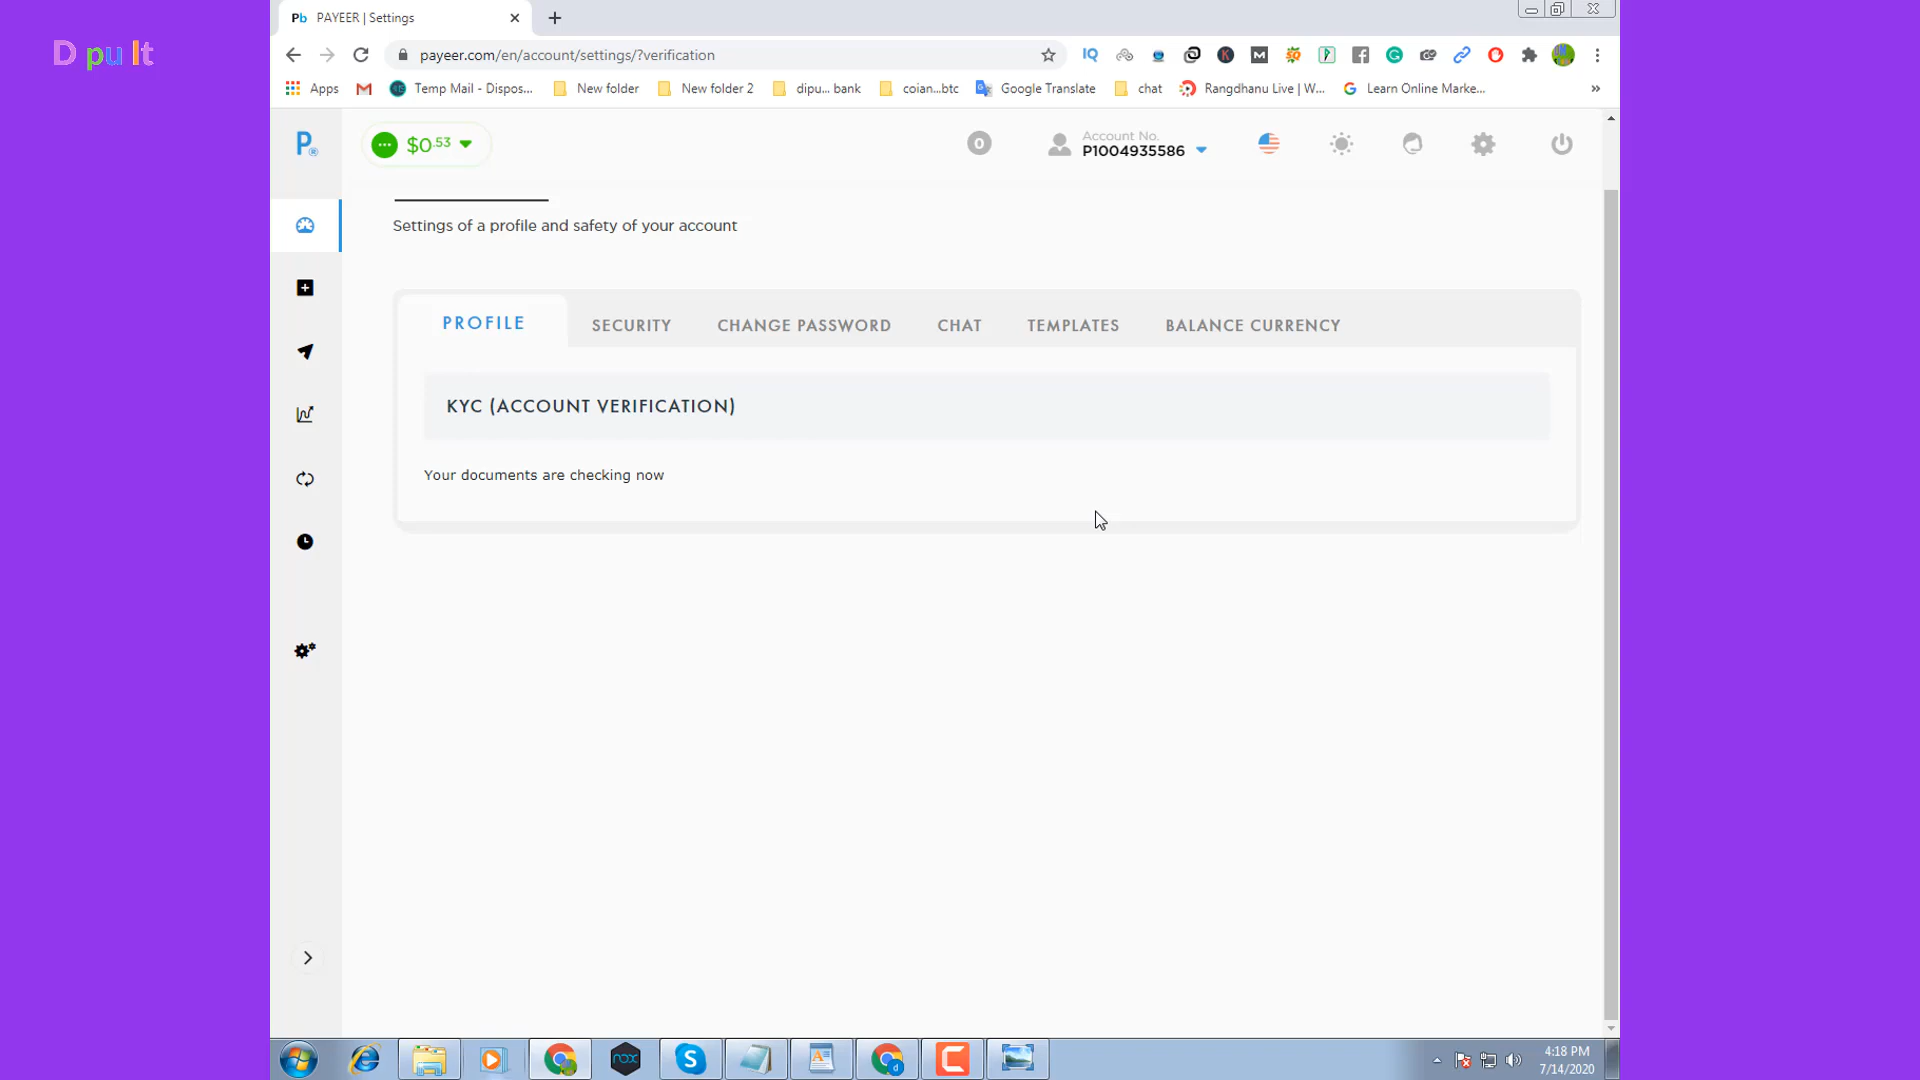 D pu It
Pb PAYEER | Settings
payeer.com/en/account/settings/?verification
Apps Temp Mail - Dispos... New folder New folder 2 dipu... bank coian...btc Google Translate chat Rangdhanu Live | W... Learn Online Marke... »
P® $0.53 0 Account No.
P1004935586
Settings of a profile and safety of your account
PROFILE SECURITY CHANGE PASSWORD CHAT TEMPLATES BALANCE CURRENCY
KYC (ACCOUNT VERIFICATION)
Your documents are checking now
4:18 PM
7/14/2020